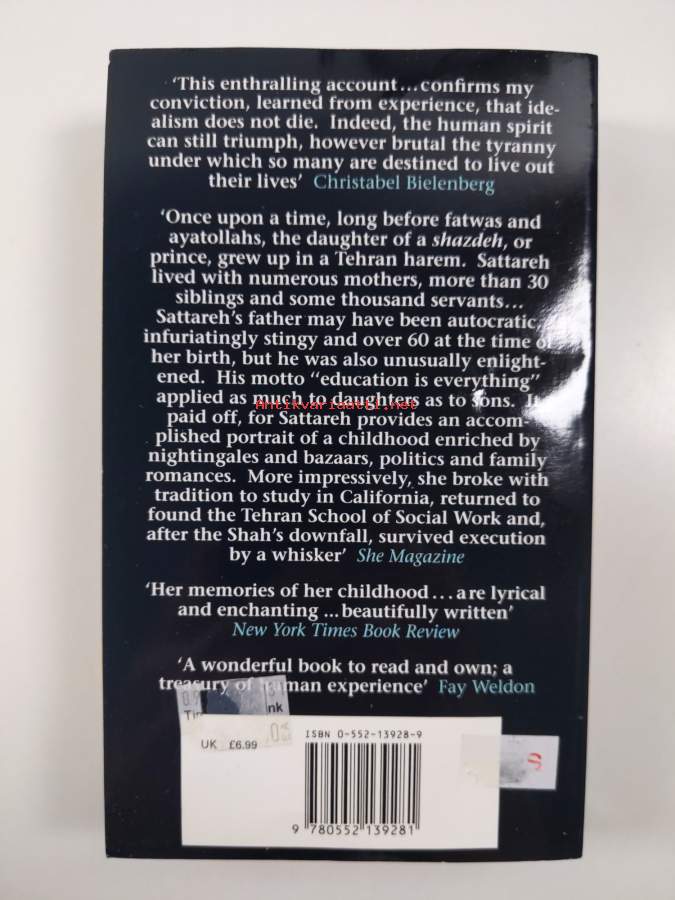 ‘This enthralling account...confirms my
conviction, learned from experience, that ide-
alism does not die. Indeed, the human spirit
can still triumph, however brutal the tyranny
under which so many are destined to live out
their lives’ Christabel Bielenberg
‘Once upon a time, long before fatwas and
ayatollahs, the daughter of a shazdeh, or
prince, grew up in a Tehran harem. Sattareh
lived with numerous mothers, more than 30
siblings and some thousand servants...
Sattareh’s father may have been autocratic,
infuriatingly stingy and over 60 at the time of
her birth, but he was also unusually enlight-
ened. His motto “education is everything”
applied as much to daughters as to sons. It
Antikvariaatti.net
paid off, for Sattareh provides an accom-
plished portrait of a childhood enriched by
nightingales and bazaars, politics and family
romances. More impressively, she broke with
tradition to study in California, returned to
found the Tehran School of Social Work and,
after the Shah’s downfall, survived execution
by a whisker’ She Magazine
‘Her memories of her childhood...are lyrical
and enchanting ...beautifully written’
New York Times Book Review
‘A wonderful book to read and own; a
treasury of human experience’ Fay Weldon
nk
UK £6.99
ISBN 0-552-13928-9
9 780552 139281